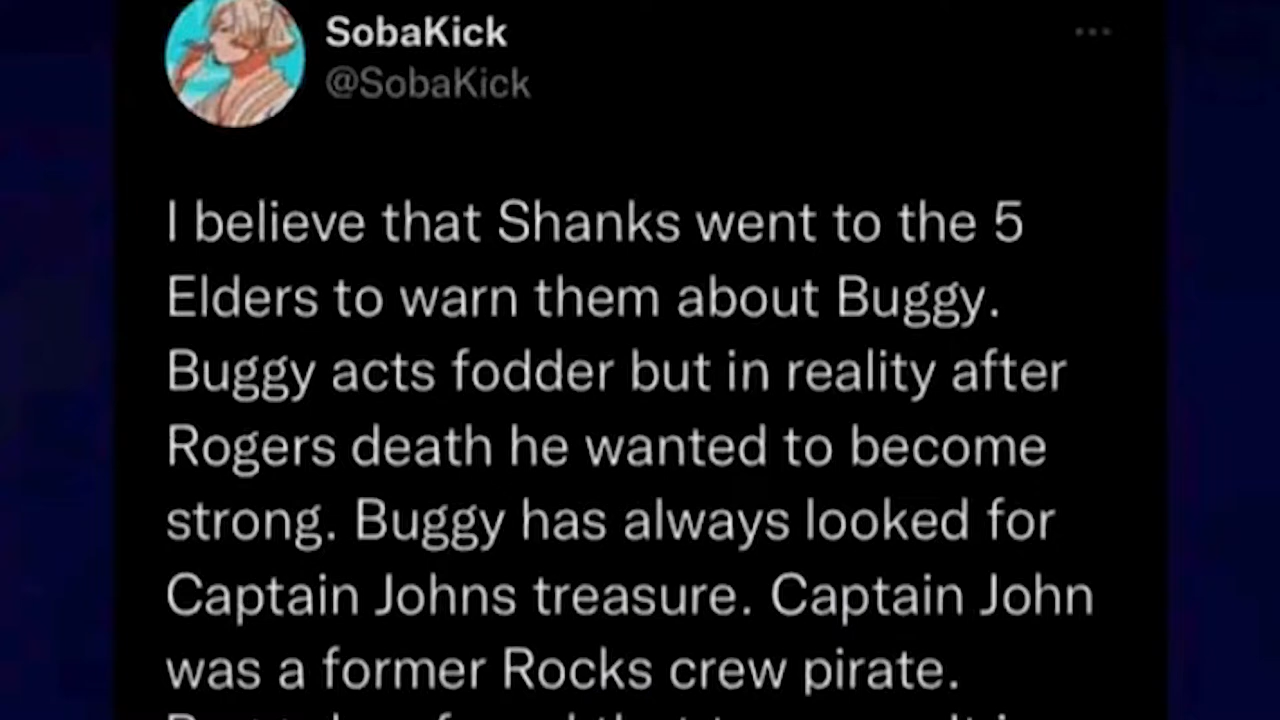 SobaKick
@SobaKick
I believe that Shanks went to the 5
Elders to warn them about Buggy.
Buggy acts fodder but in reality after
Rogers death he wanted to become
strong. Buggy has always looked for
Captain Johns treasure. Captain John
was a former Rocks crew pirate.